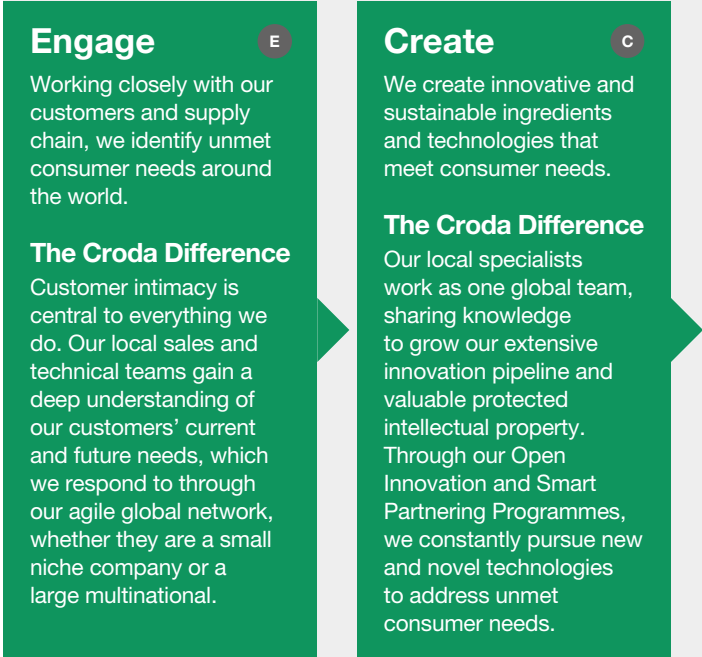 Engage
E
Working closely with our
customers and supply
chain, we identify unmet
consumer needs around
the world.
The Croda Difference
Customer intimacy is
central to everything we
do. Our local sales and
technical teams gain a
deep understanding of
our customers’ current
and future needs, which
we respond to through
our agile global network,
whether they are a small
niche company or a
large multinational.
Create
C
We create innovative and
sustainable ingredients
and technologies that
meet consumer needs.
The Croda Difference
Our local specialists
work as one global team,
sharing knowledge
to grow our extensive
innovation pipeline and
valuable protected
intellectual property.
Through our Open
Innovation and Smart
Partnering Programmes,
we constantly pursue new
and novel technologies
to address unmet
consumer needs.